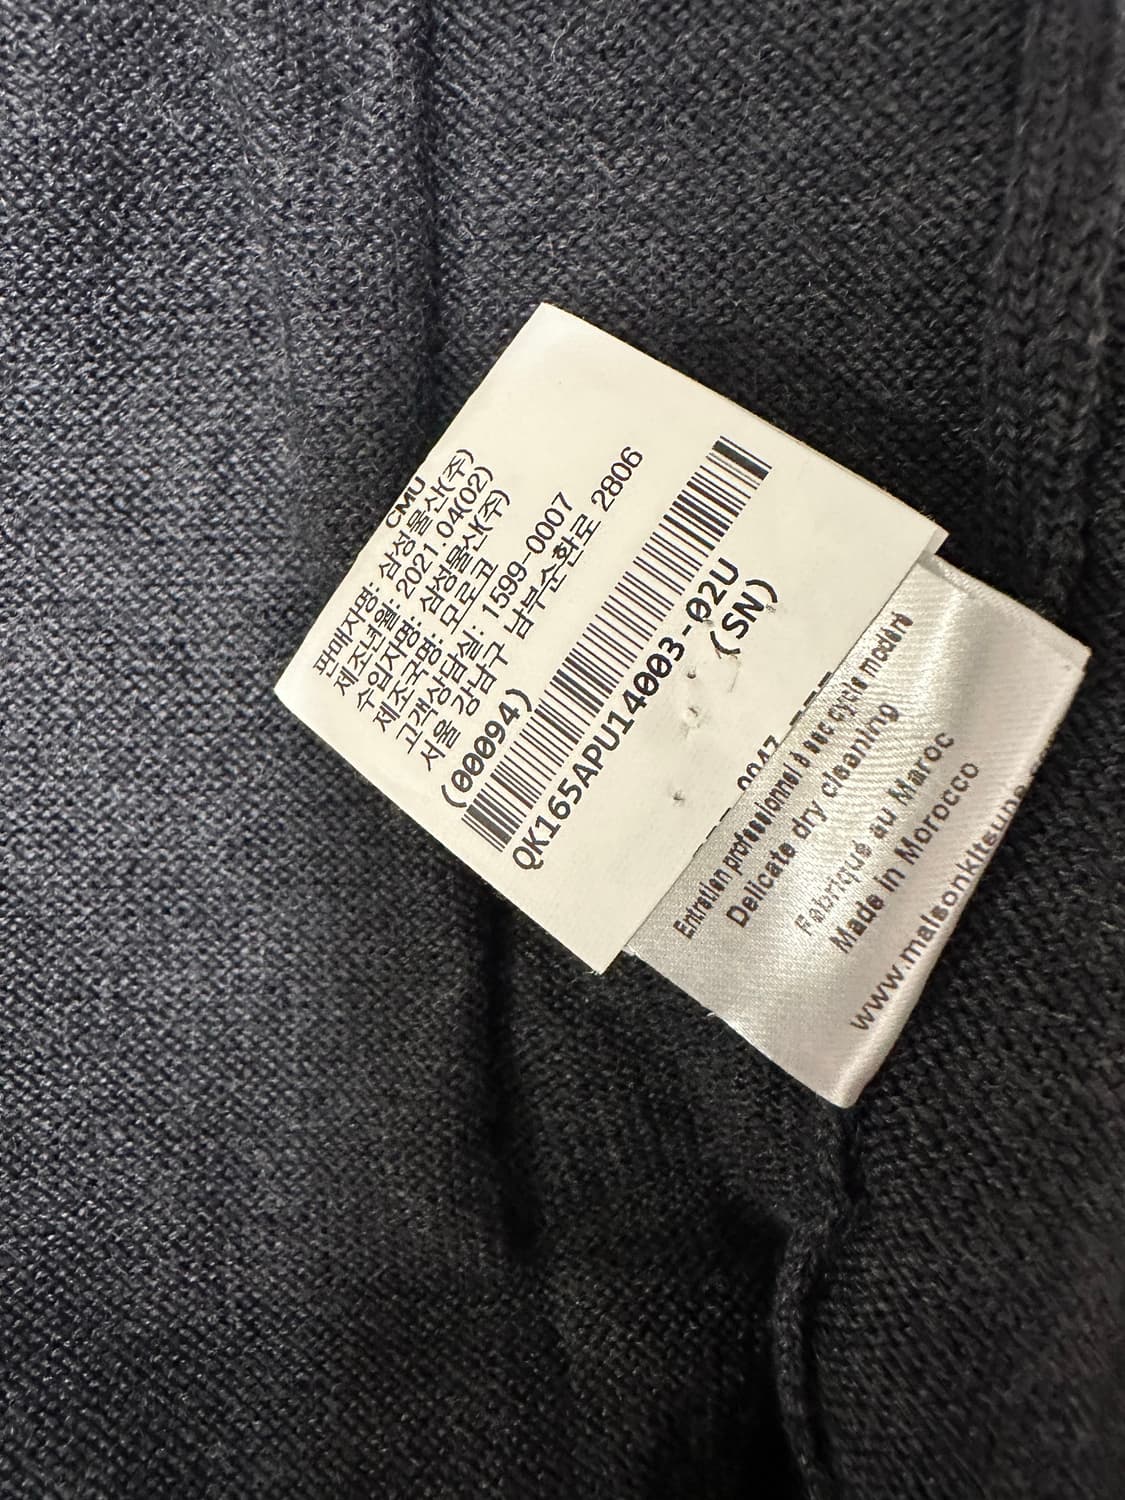 CMU
판매자명: 삼성물산(주)
제조년월: 2021.04(02)
수입자명: 삼성물산(주)
제조국명: 모로코
고객상담실: 1599-0007
서울 강남구 남부순환로 2806
(00094)
QK165APU14003-02U
(SN)
0047
Entretien professionnel à sec cycle modéré
Delicate dry cleaning
Fabriqué au Maroc
Made in Morocco
www.maisonkitsune